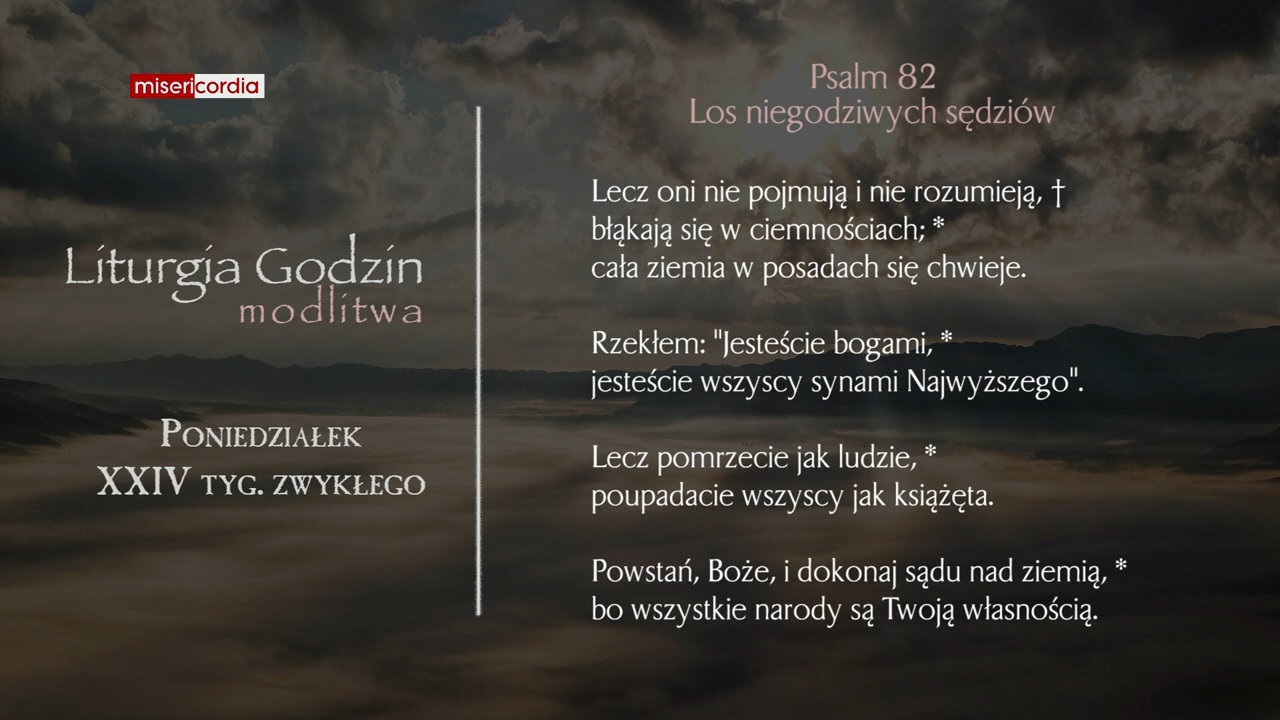 misericordia
Liturgia Godzin
modlitwa
Poniedziałek
XXIV tyg. zwykłego
Psalm 82
Los niegodziwych sędziów
Lecz oni nie pojmują i nie rozumieją, †
błąkają się w ciemnościach; *
cała ziemia w posadach się chwieje.
Rzekłem: "Jesteście bogami, *
jesteście wszyscy synami Najwyższego".
Lecz pomrzecie jak ludzie, *
poupadacie wszyscy jak książęta.
Powstań, Boże, i dokonaj sądu nad ziemią, *
bo wszystkie narody są Twoją własnością.